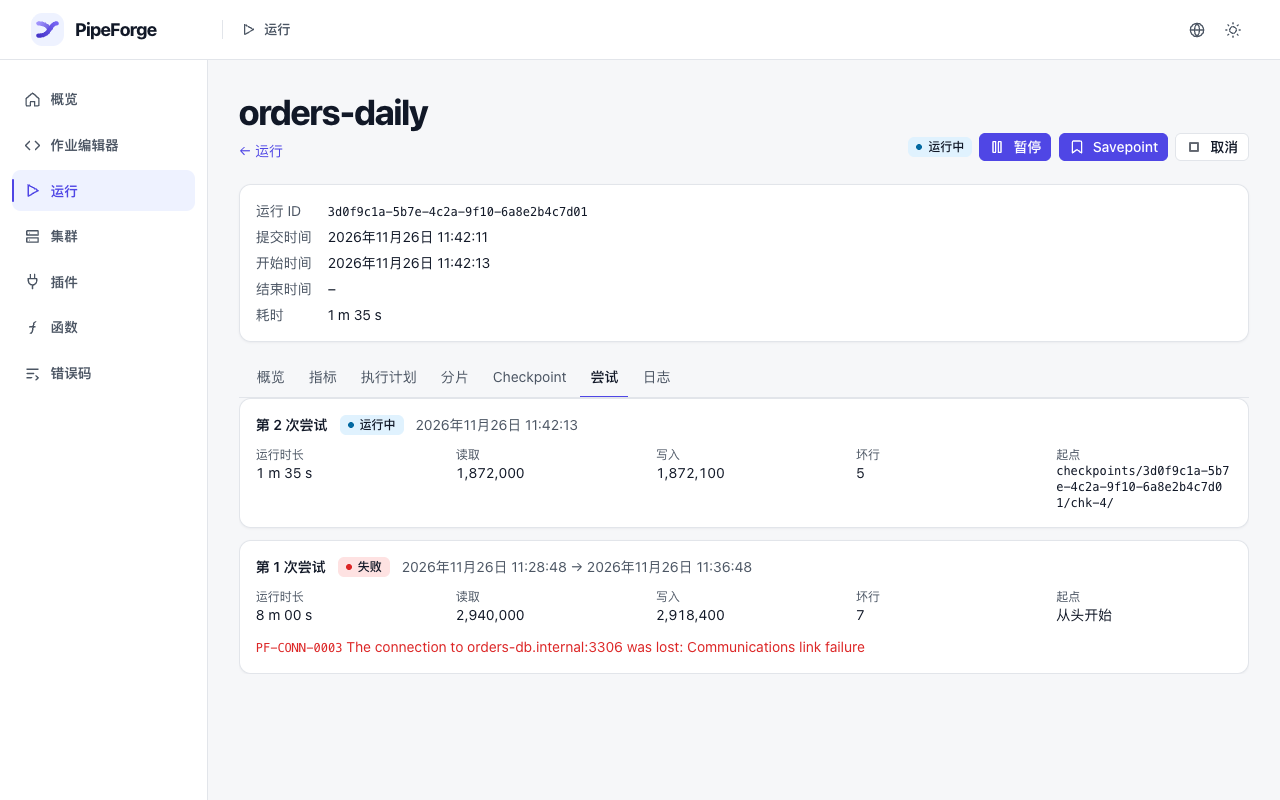 PipeForge
运行
概览
作业编辑器
运行
集群
插件
函数
错误码
orders-daily
← 运行
运行中
暂停
Savepoint
取消
运行 ID 3d0f9c1a-5b7e-4c2a-9f10-6a8e2b4c7d01
提交时间 2026年11月26日 11:42:11
开始时间 2026年11月26日 11:42:13
结束时间 –
耗时 1 m 35 s
概览 指标 执行计划 分片 Checkpoint 尝试 日志
第 2 次尝试 运行中 2026年11月26日 11:42:13
运行时长 读取 写入 坏行 起点
1 m 35 s 1,872,000 1,872,100 5 checkpoints/3d0f9c1a-5b7
e-4c2a-9f10-6a8e2b4c7d0
1/chk-4/
第 1 次尝试 失败 2026年11月26日 11:28:48 → 2026年11月26日 11:36:48
运行时长 读取 写入 坏行 起点
8 m 00 s 2,940,000 2,918,400 7 从头开始
PF-CONN-0003 The connection to orders-db.internal:3306 was lost: Communications link failure